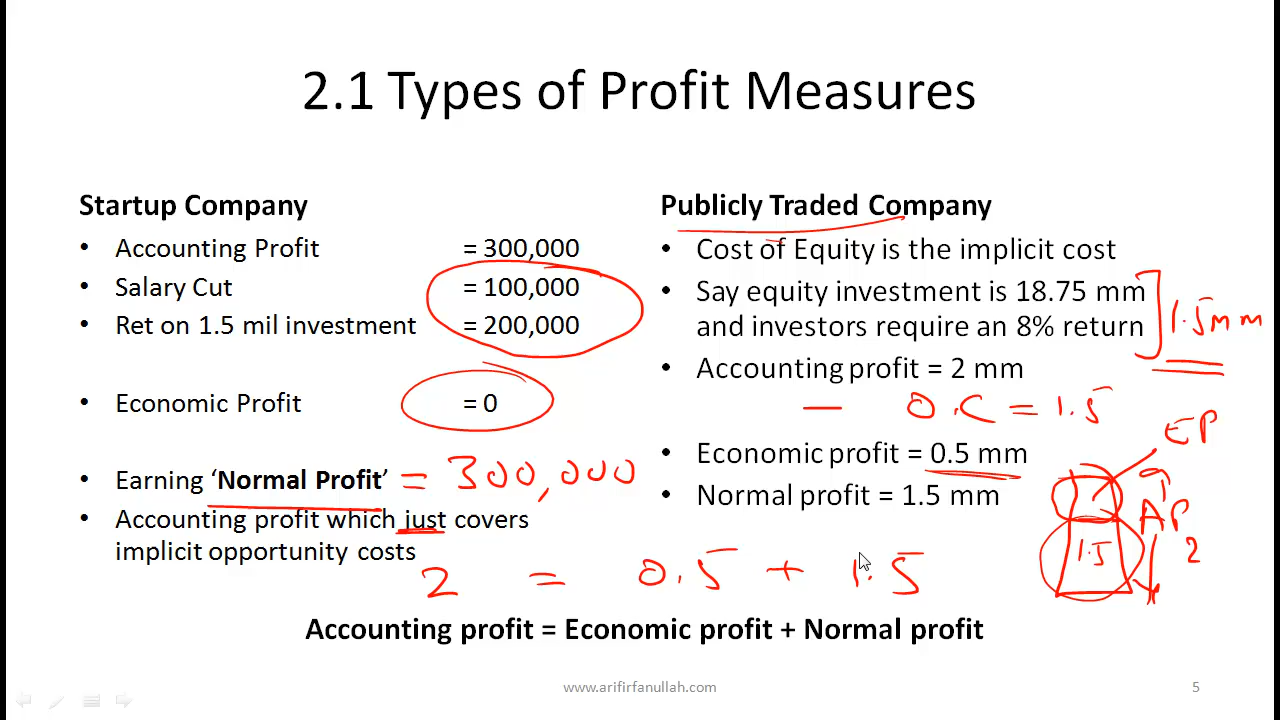 2.1 Types of Profit Measures
Startup Company
• Accounting Profit = 300,000
• Salary Cut = 100,000
• Ret on 1.5 mil investment = 200,000
• Economic Profit = 0
• Earning ‘Normal Profit’ = 300,000
• Accounting profit which just covers
implicit opportunity costs
Publicly Traded Company
• Cost of Equity is the implicit cost
• Say equity investment is 18.75 mm
and investors require an 8% return
1.5 mm
• Accounting profit = 2 mm
— O.C = 1.5
EP
• Economic profit = 0.5 mm
• Normal profit = 1.5 mm
AP
1.5
2
2 = 0.5 + 1.5
Accounting profit = Economic profit + Normal profit
www.arifirfanullah.com
5